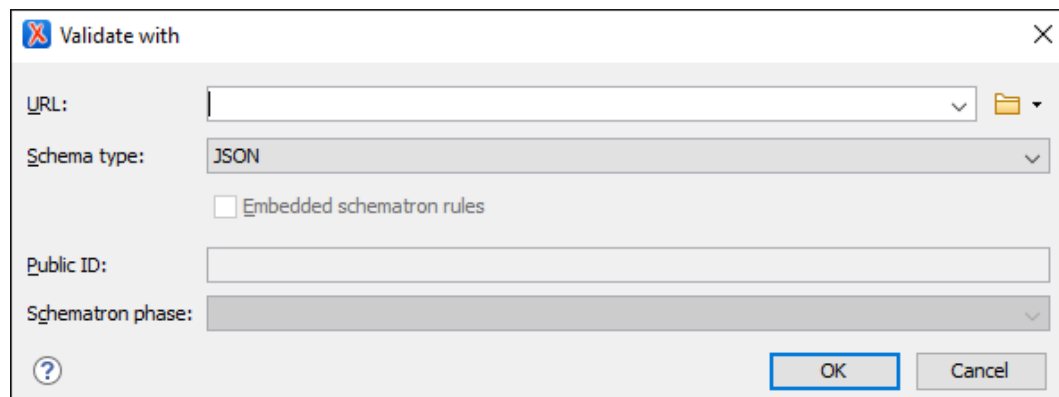 Validate with
URL:
Schema type: JSON
Embedded schematron rules
Public ID:
Schematron phase:
? OK Cancel